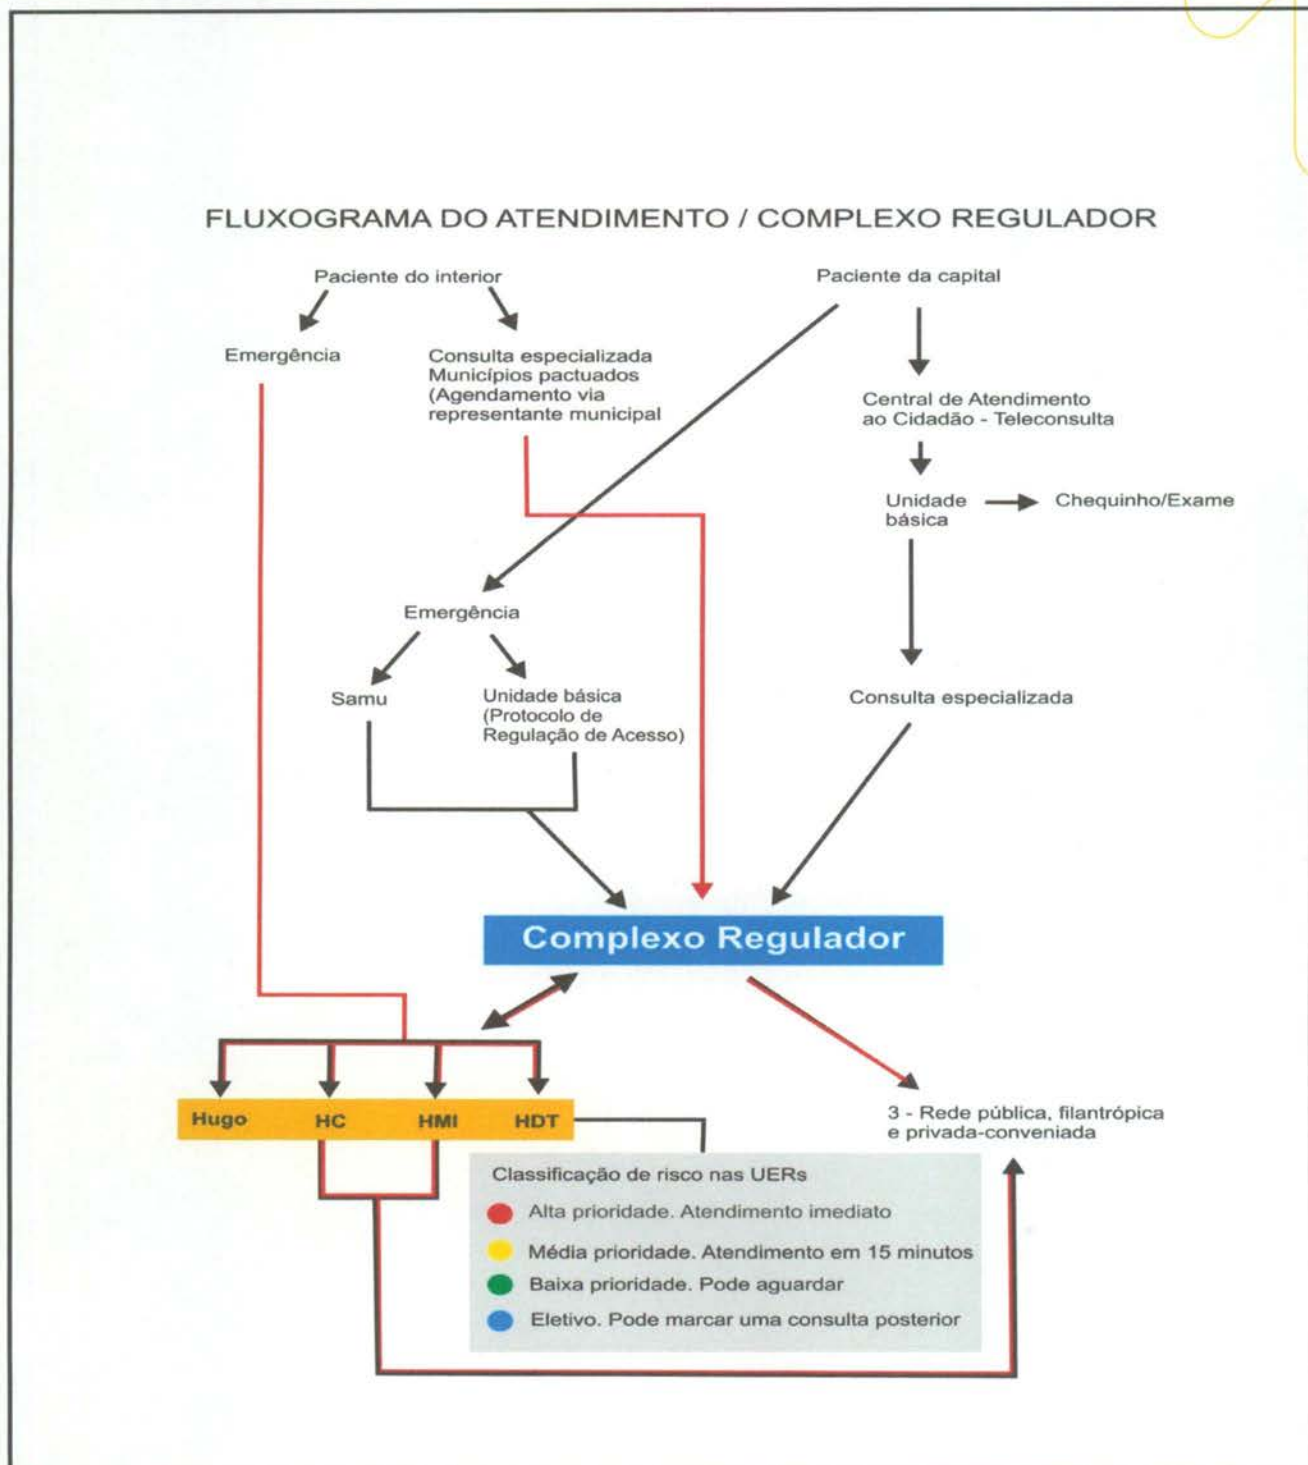 FLUXOGRAMA DO ATENDIMENTO / COMPLEXO REGULADOR
Paciente do interior
Paciente da capital
Emergência
Consulta especializada
Municípios pactuados
(Agendamento via
representante municipal
Central de Atendimento
ao Cidadão - Teleconsulta
Unidade
básica
Chequinho/Exame
Emergência
Samu
Unidade básica
(Protocolo de
Regulação de Acesso)
Consulta especializada
Complexo Regulador
Hugo
HC
HMI
HDT
3 - Rede pública, filantrópica
e privada-conveniada
Classificação de risco nas UERs
Alta prioridade. Atendimento imediato
Média prioridade. Atendimento em 15 minutos
Baixa prioridade. Pode aguardar
Eletivo. Pode marcar uma consulta posterior